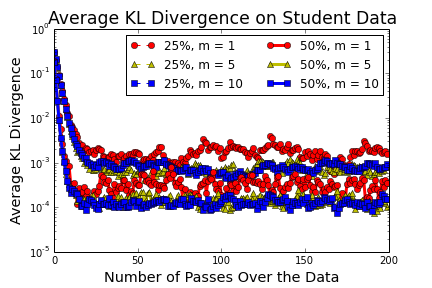 Average KL Divergence on Student Data
10^0
10^-1
10^-2
10^-3
10^-4
10^-5
Average KL Divergence
25%, m = 1
25%, m = 5
25%, m = 10
50%, m = 1
50%, m = 5
50%, m = 10
0 50 100 150 200
Number of Passes Over the Data